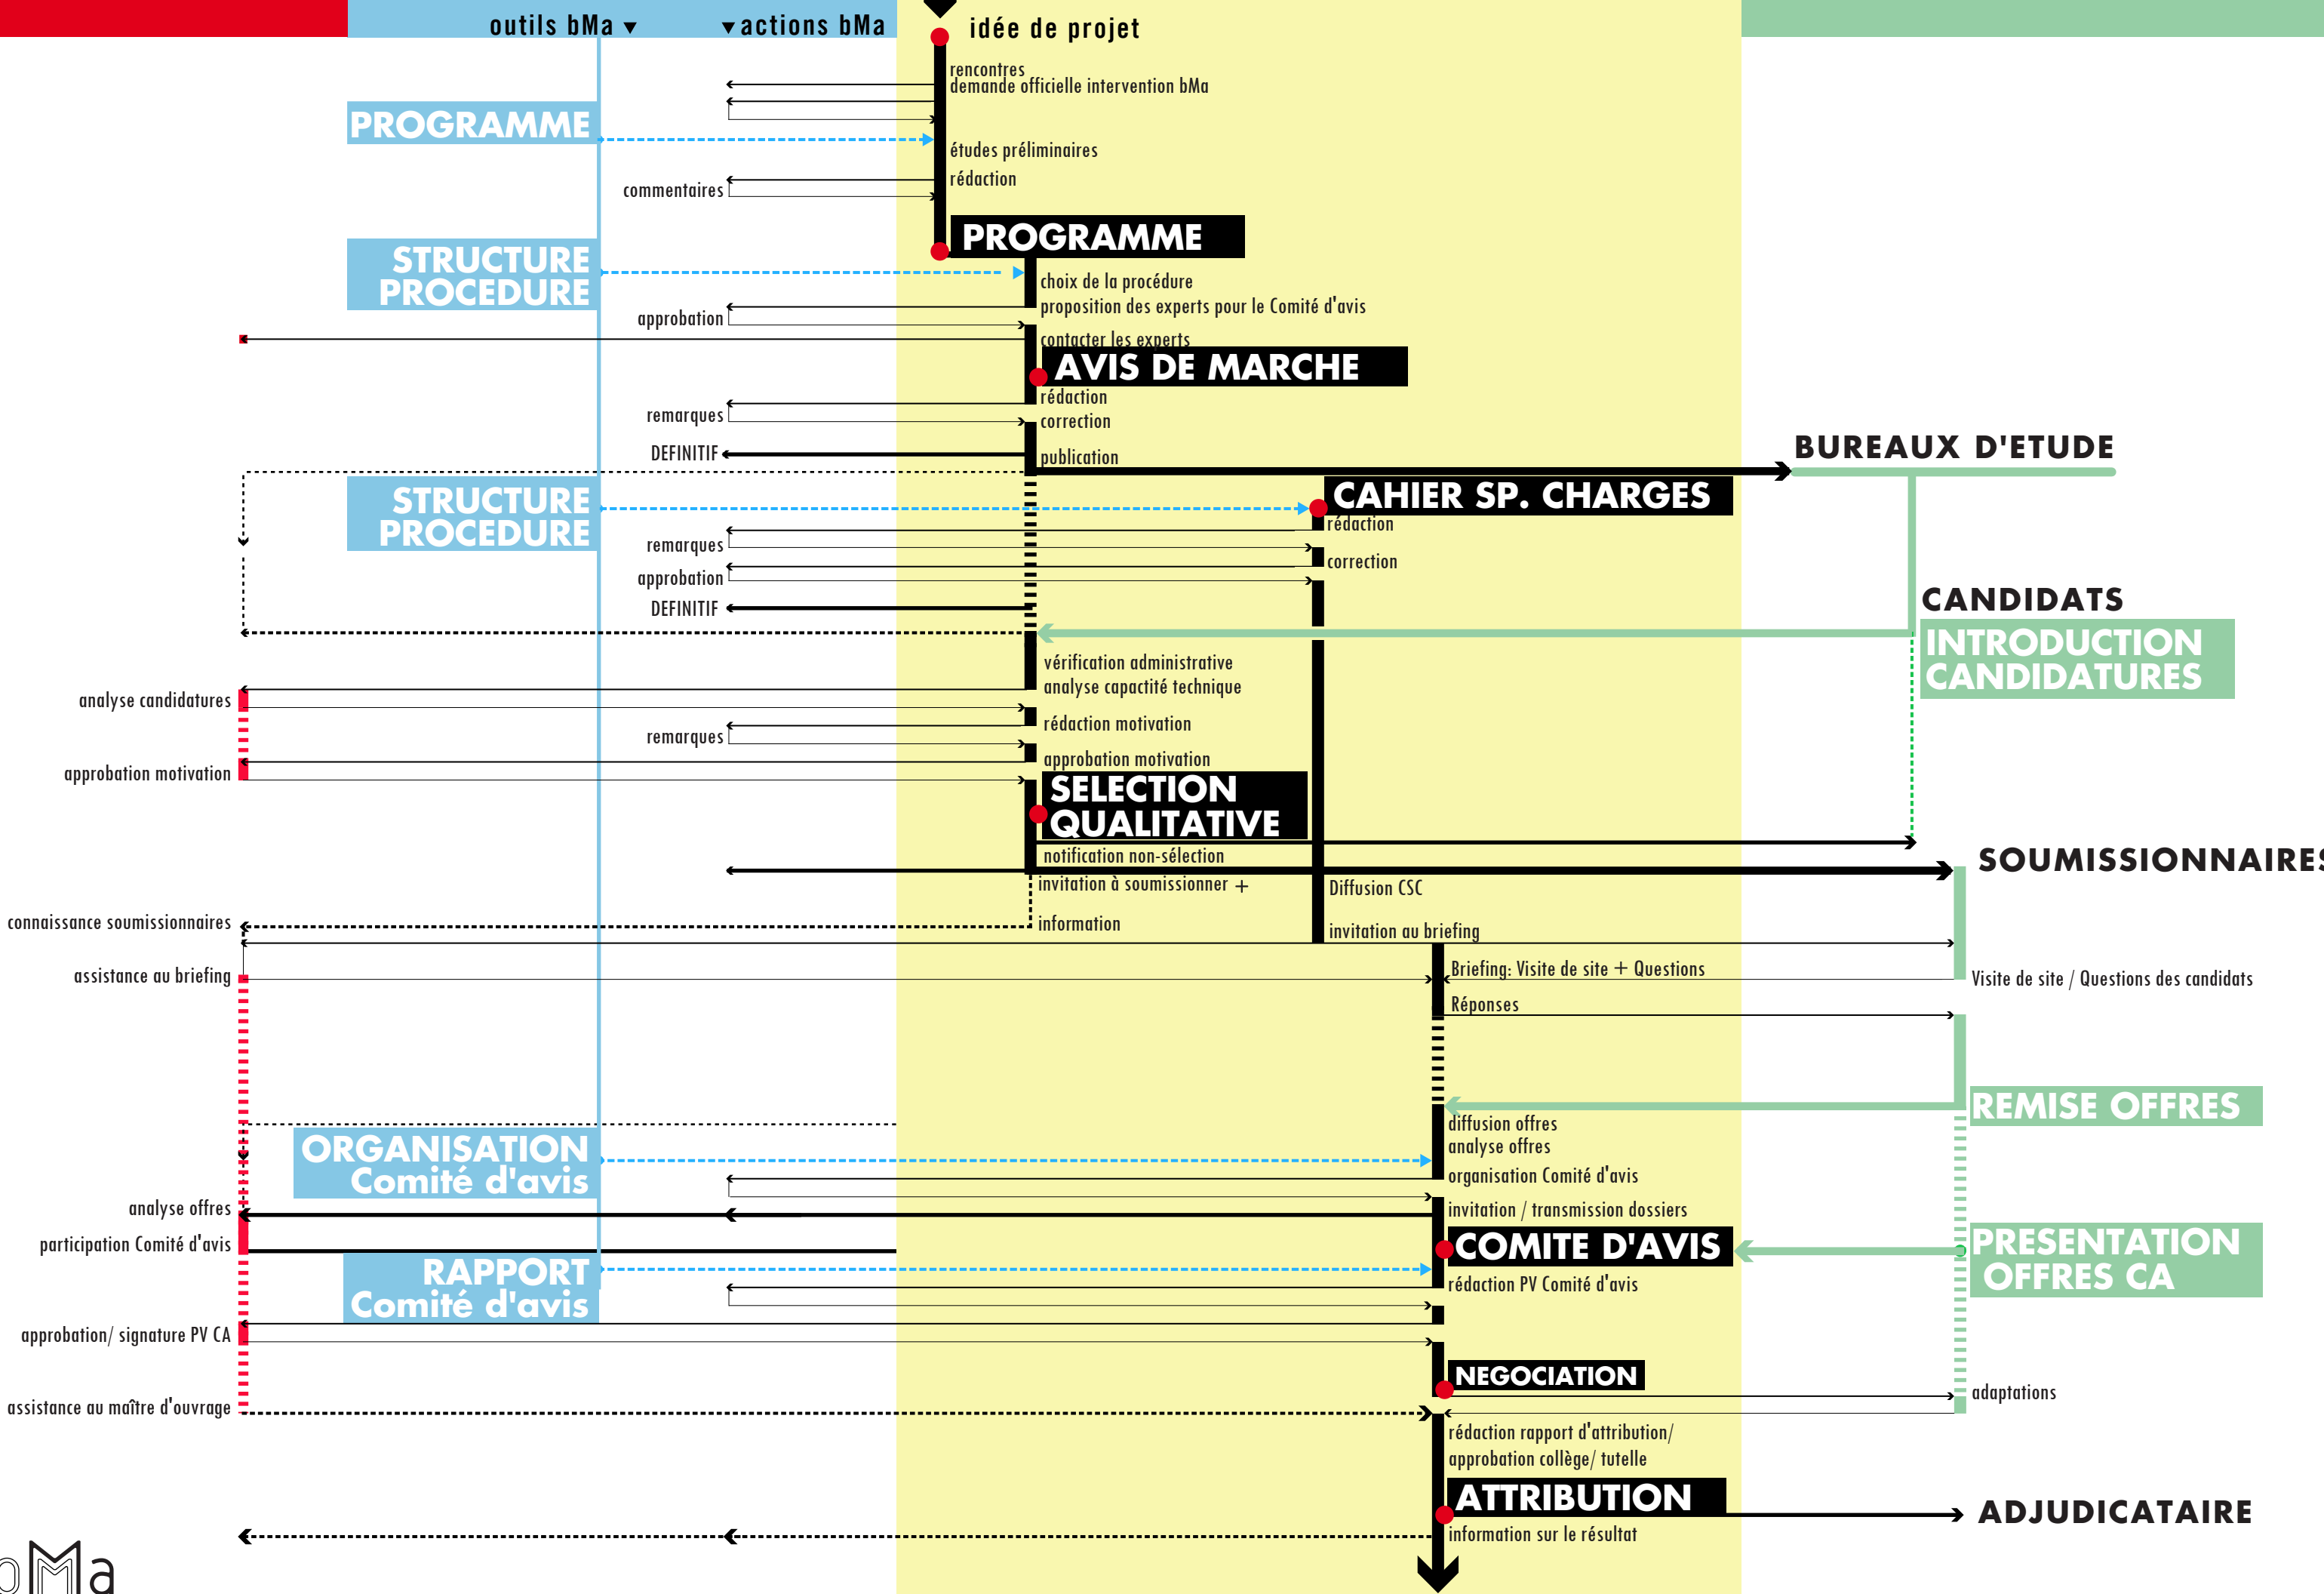 outils bMa ▼
▼ actions bMa
idée de projet
rencontres
demande officielle intervention bMa
PROGRAMME
études préliminaires
rédaction
commentaires
PROGRAMME
STRUCTURE
PROCEDURE
choix de la procédure
proposition des experts pour le Comité d'avis
approbation
contacter les experts
AVIS DE MARCHE
rédaction
remarques
correction
DEFINITIF
publication
BUREAUX D'ETUDE
STRUCTURE
PROCEDURE
CAHIER SP. CHARGES
rédaction
remarques
correction
approbation
DEFINITIF
CANDIDATS
INTRODUCTION
CANDIDATURES
vérification administrative
analyse capactité technique
analyse candidatures
rédaction motivation
remarques
approbation motivation
approbation motivation
SELECTION
QUALITATIVE
notification non-sélection
SOUMISSIONNAIRES
invitation à soumissionner +
Diffusion CSC
connaissance soumissionnaires
information
invitation au briefing
assistance au briefing
Briefing: Visite de site + Questions
Visite de site / Questions des candidats
Réponses
REMISE OFFRES
diffusion offres
analyse offres
ORGANISATION
Comité d'avis
organisation Comité d'avis
analyse offres
invitation / transmission dossiers
participation Comité d'avis
COMITE D'AVIS
PRESENTATION
OFFRES CA
RAPPORT
Comité d'avis
rédaction PV Comité d'avis
approbation/ signature PV CA
NEGOCIATION
adaptations
assistance au maître d'ouvrage
rédaction rapport d'attribution/
approbation collège/ tutelle
ATTRIBUTION
ADJUDICATAIRE
information sur le résultat
bMa